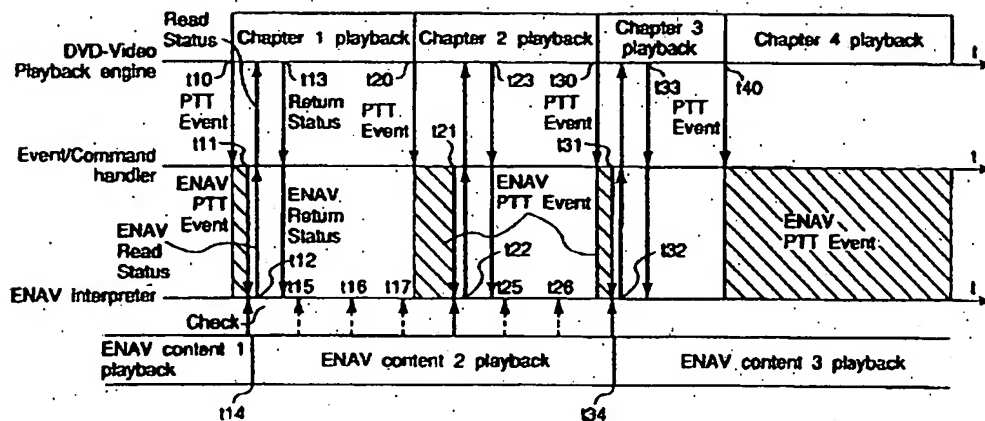 Read
Status
DVD-Video
Playback engine
Chapter 1 playback
Chapter 2 playback
Chapter 3
playback
Chapter 4 playback
t
t10
PTT
Event
t11
t13
Return
Status
t20
PTT
Event
t21
t23
t30
PTT
Event
t31
t33
PTT
Event
t40
Event/Command
handler
t
ENAV
PTT
Event
ENAV
Read
Status
ENAV
Return
Status
t12
ENAV
PTT Event
t22
t32
ENAV
PTT Event
ENAV Interpreter
t15
t16
t17
t25
t26
t
Check
ENAV content 1
playback
ENAV content 2 playback
ENAV content 3 playback
t14
t34